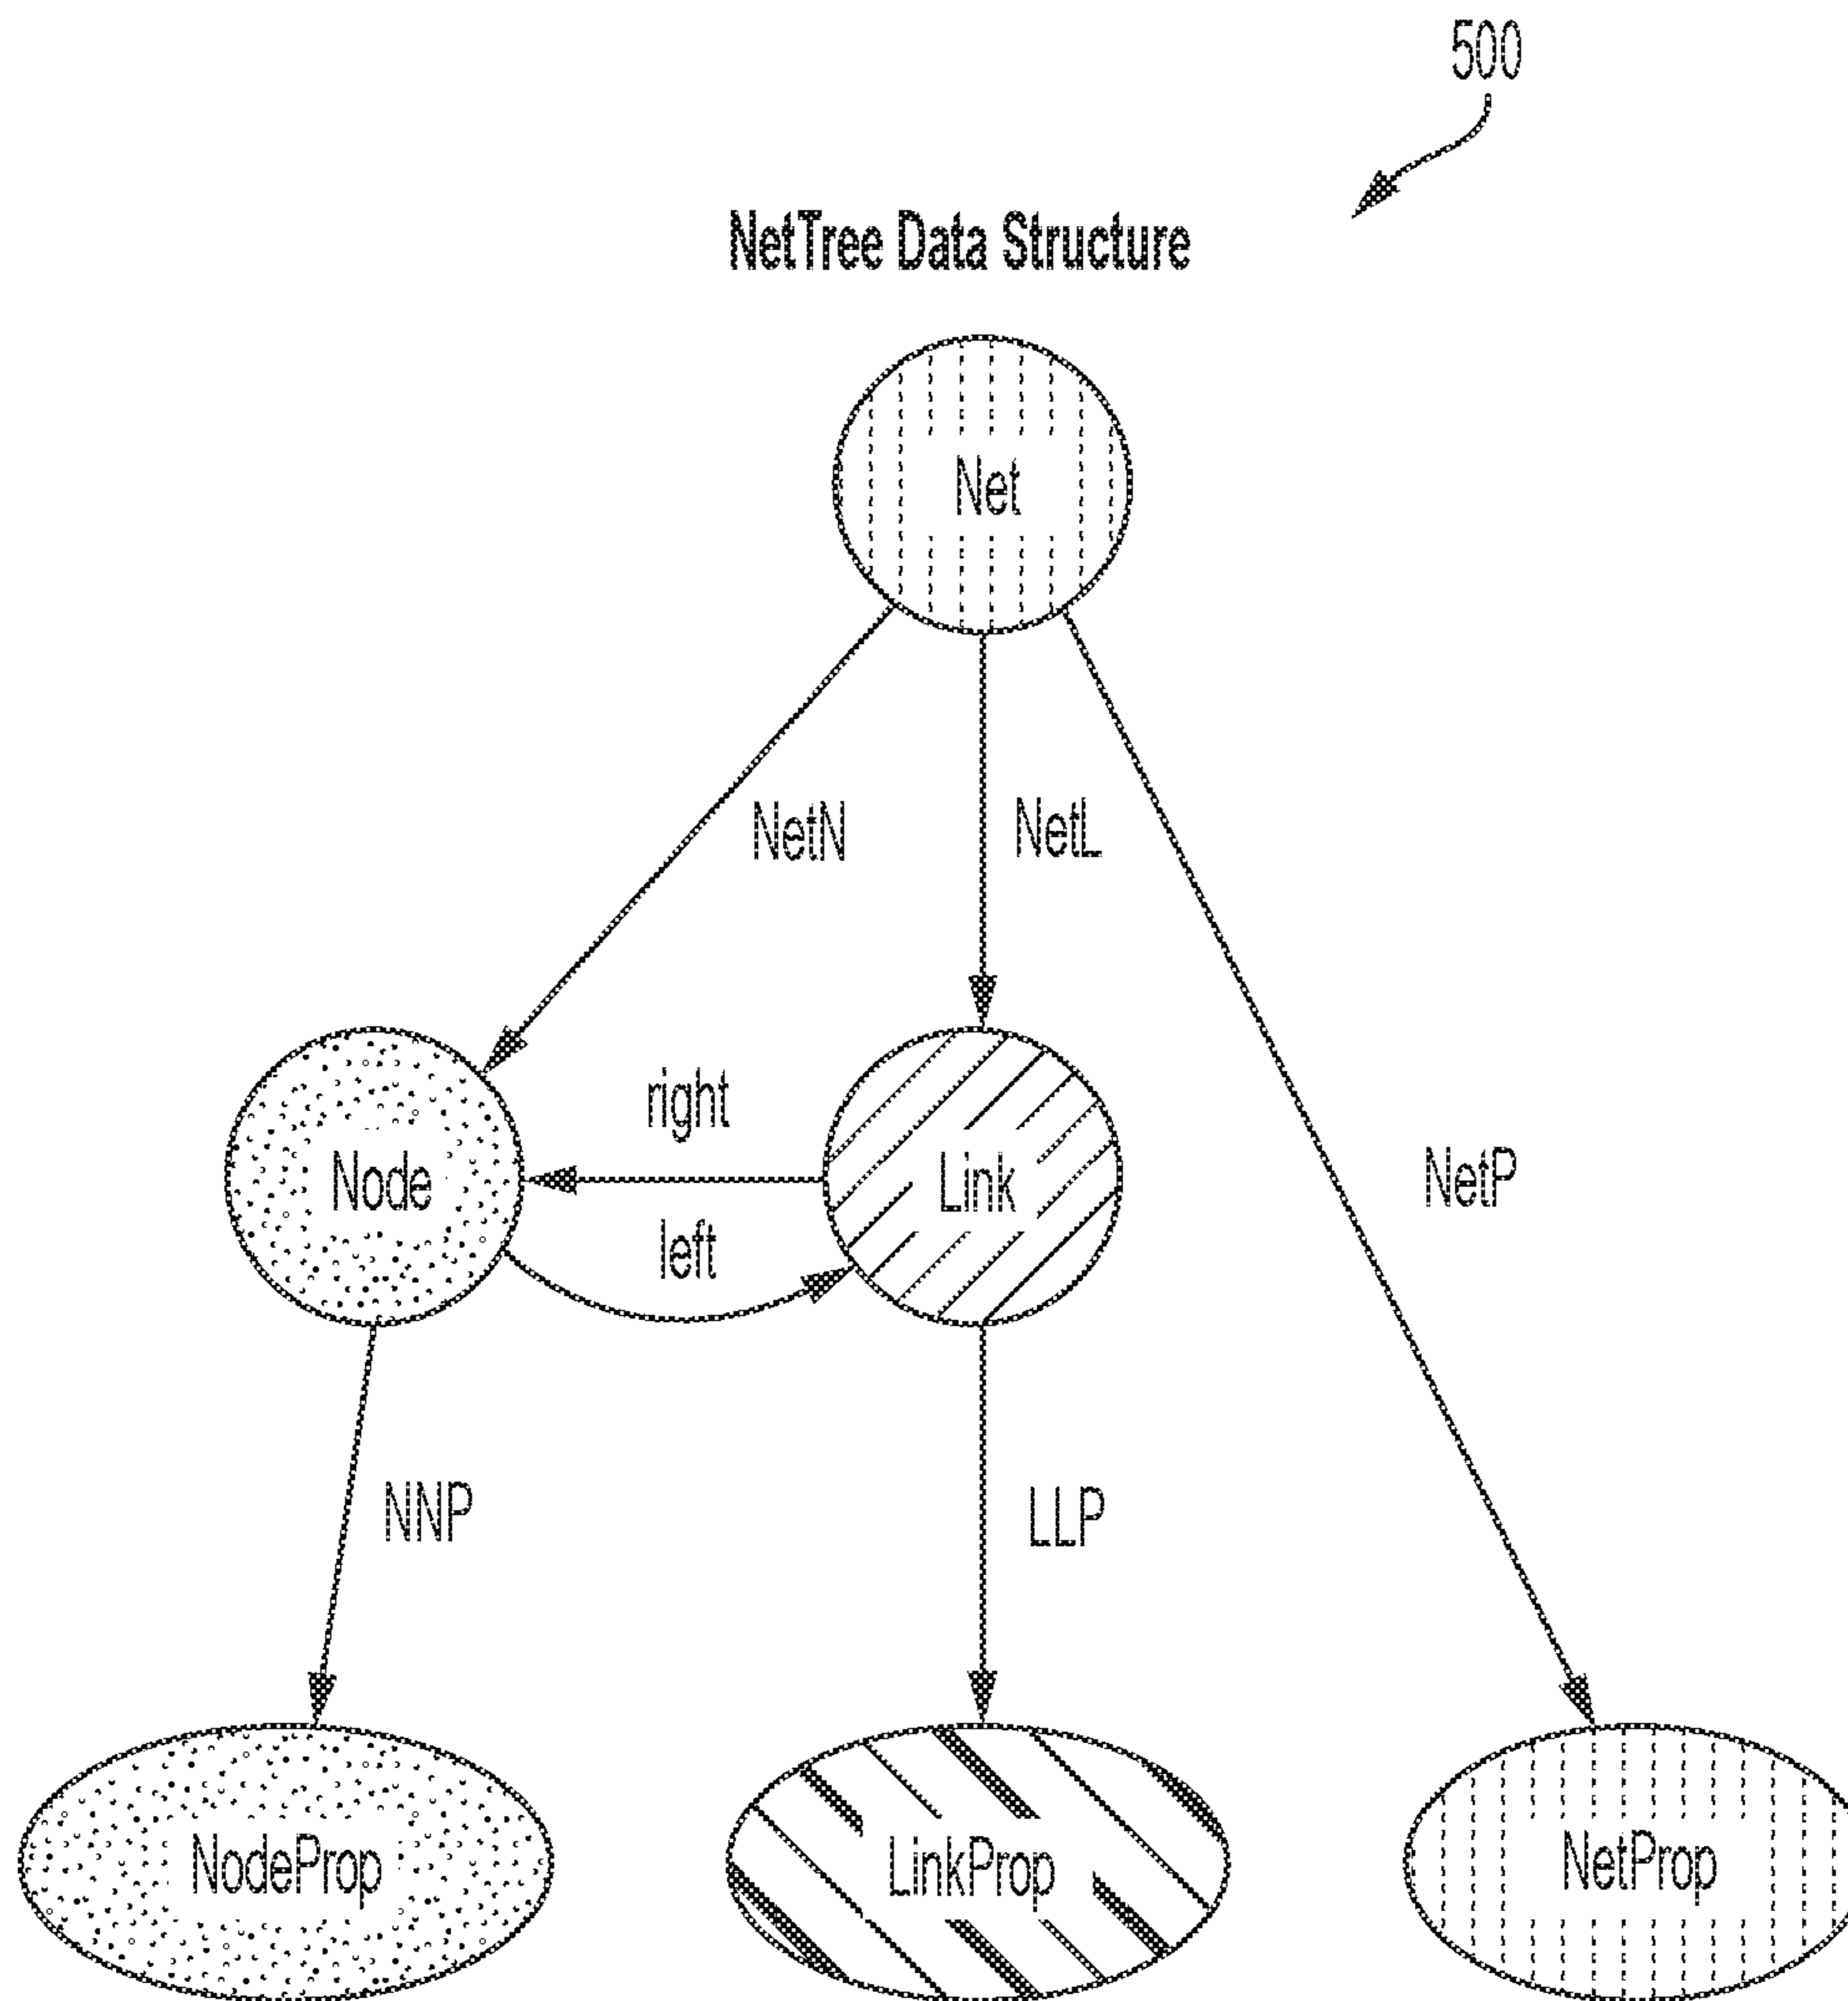 500
NetTree Data Structure
Net
NetN
NetL
right
Node
Link
NetP
left
NNP
LLP
NodeProp
LinkProp
NetProp